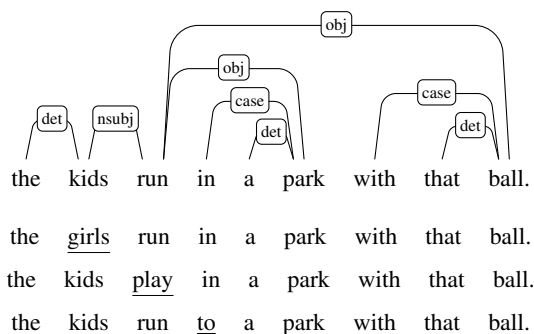 obj
obj
case case
det nsubj det det
the kids run in a park with that ball.
the girls run in a park with that ball.
the kids play in a park with that ball.
the kids run to a park with that ball.